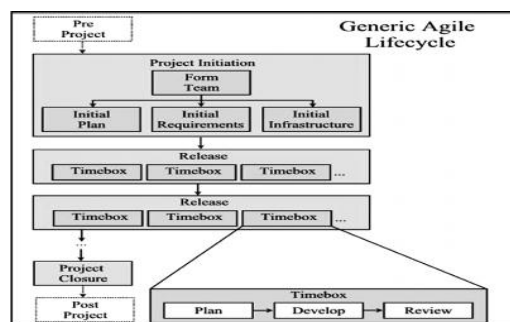 Generic Agile
Lifecycle
Pre
Project
Project Initiation
Form
Team
Initial
Plan
Initial
Requirements
Initial
Infrastructure
Release
Timebox Timebox Timebox ...
Release
Timebox Timebox Timebox ...
...
Project
Closure
Post
Project
Timebox
Plan Develop Review